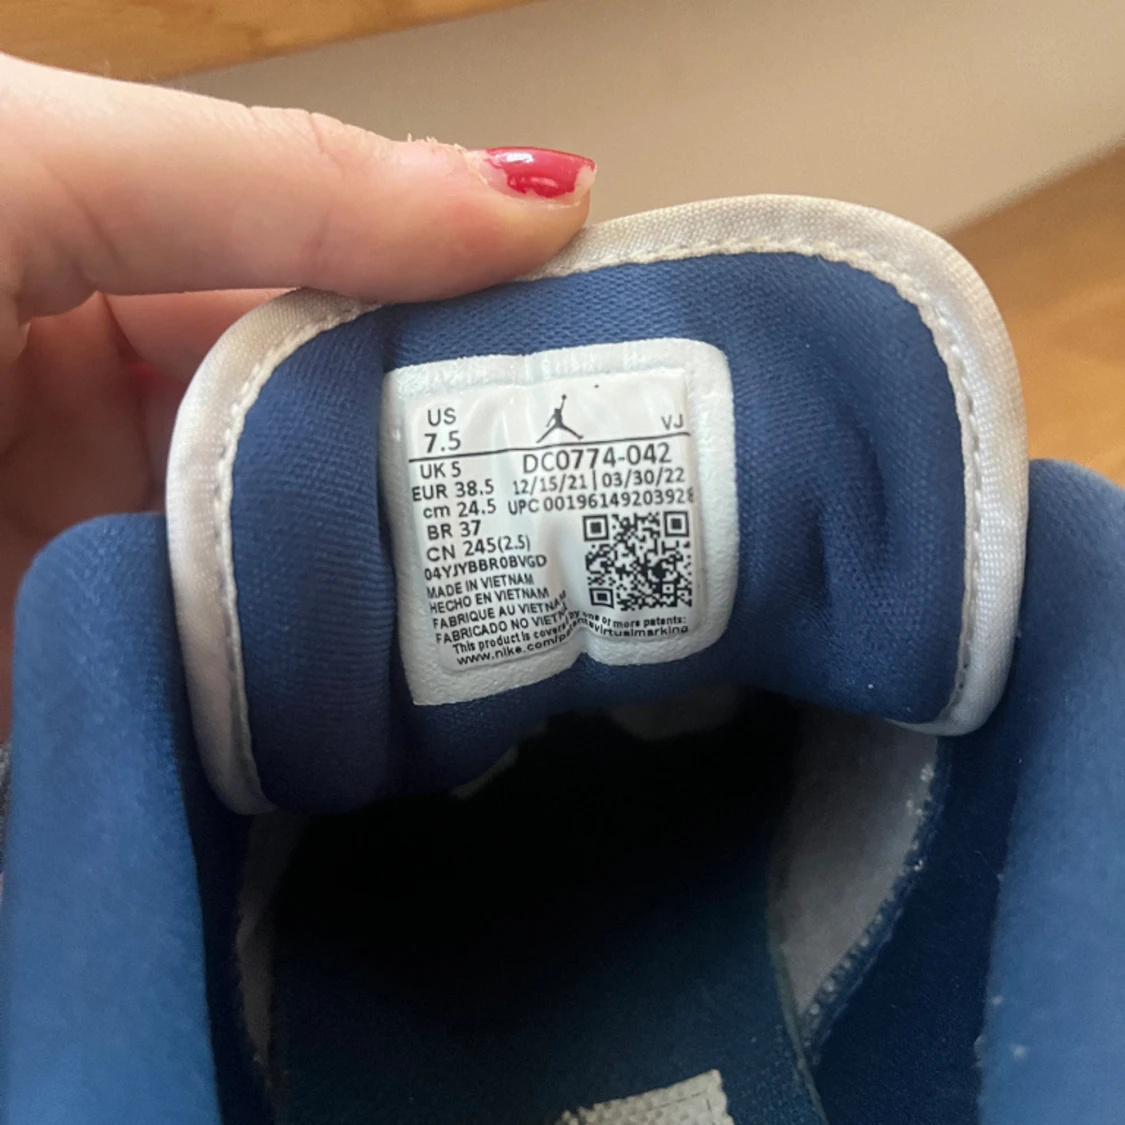 US
7.5
VJ
UK 5
DC0774-042
EUR 38.5
12/15/21 | 03/30/22
cm 24.5
UPC 00196149203928
BR 37
CN 245(2.5)
04YJYBBR0BVGD
MADE IN VIETNAM
HECHO EN VIETNAM
FABRIQUE AU VIETNAM
FABRICADO NO VIETNA
This product is covered by one or more patents:
www.nike.com/patentsvirtualmarking